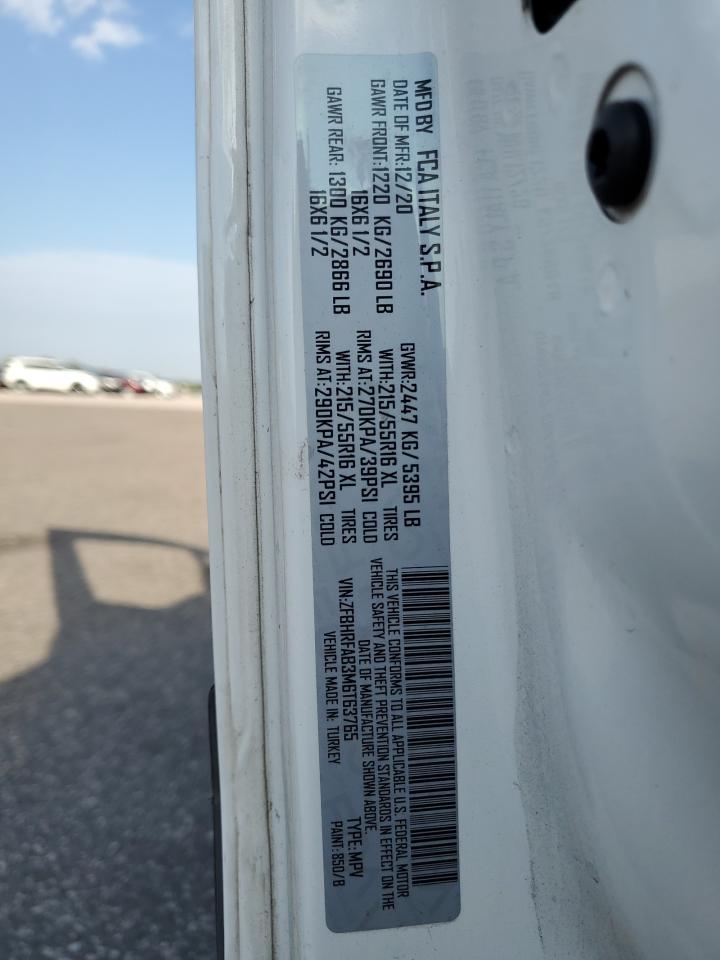 MFD BY FCA ITALY S.P.A.
DATE OF MFR:12/20 GVWR:2447 KG/ 5395 LB
GAWR FRONT:1220 KG/2690 LB WITH:215/55R16 XL TIRES
16X6 1/2 RIMS AT:270KPA/39PSI COLD
GAWR REAR: 1300 KG/2866 LB WITH:215/55R16 XL TIRES
16X6 1/2 RIMS AT:290KPA/42PSI COLD
THIS VEHICLE CONFORMS TO ALL APPLICABLE U.S. FEDERAL MOTOR
VEHICLE SAFETY AND THEFT PREVENTION STANDARDS IN EFFECT ON THE
DATE OF MANUFACTURE SHOWN ABOVE.
VIN:ZFBHRFAB3M6T63765 TYPE: MPV
VEHICLE MADE IN: TURKEY PAINT: 850/B